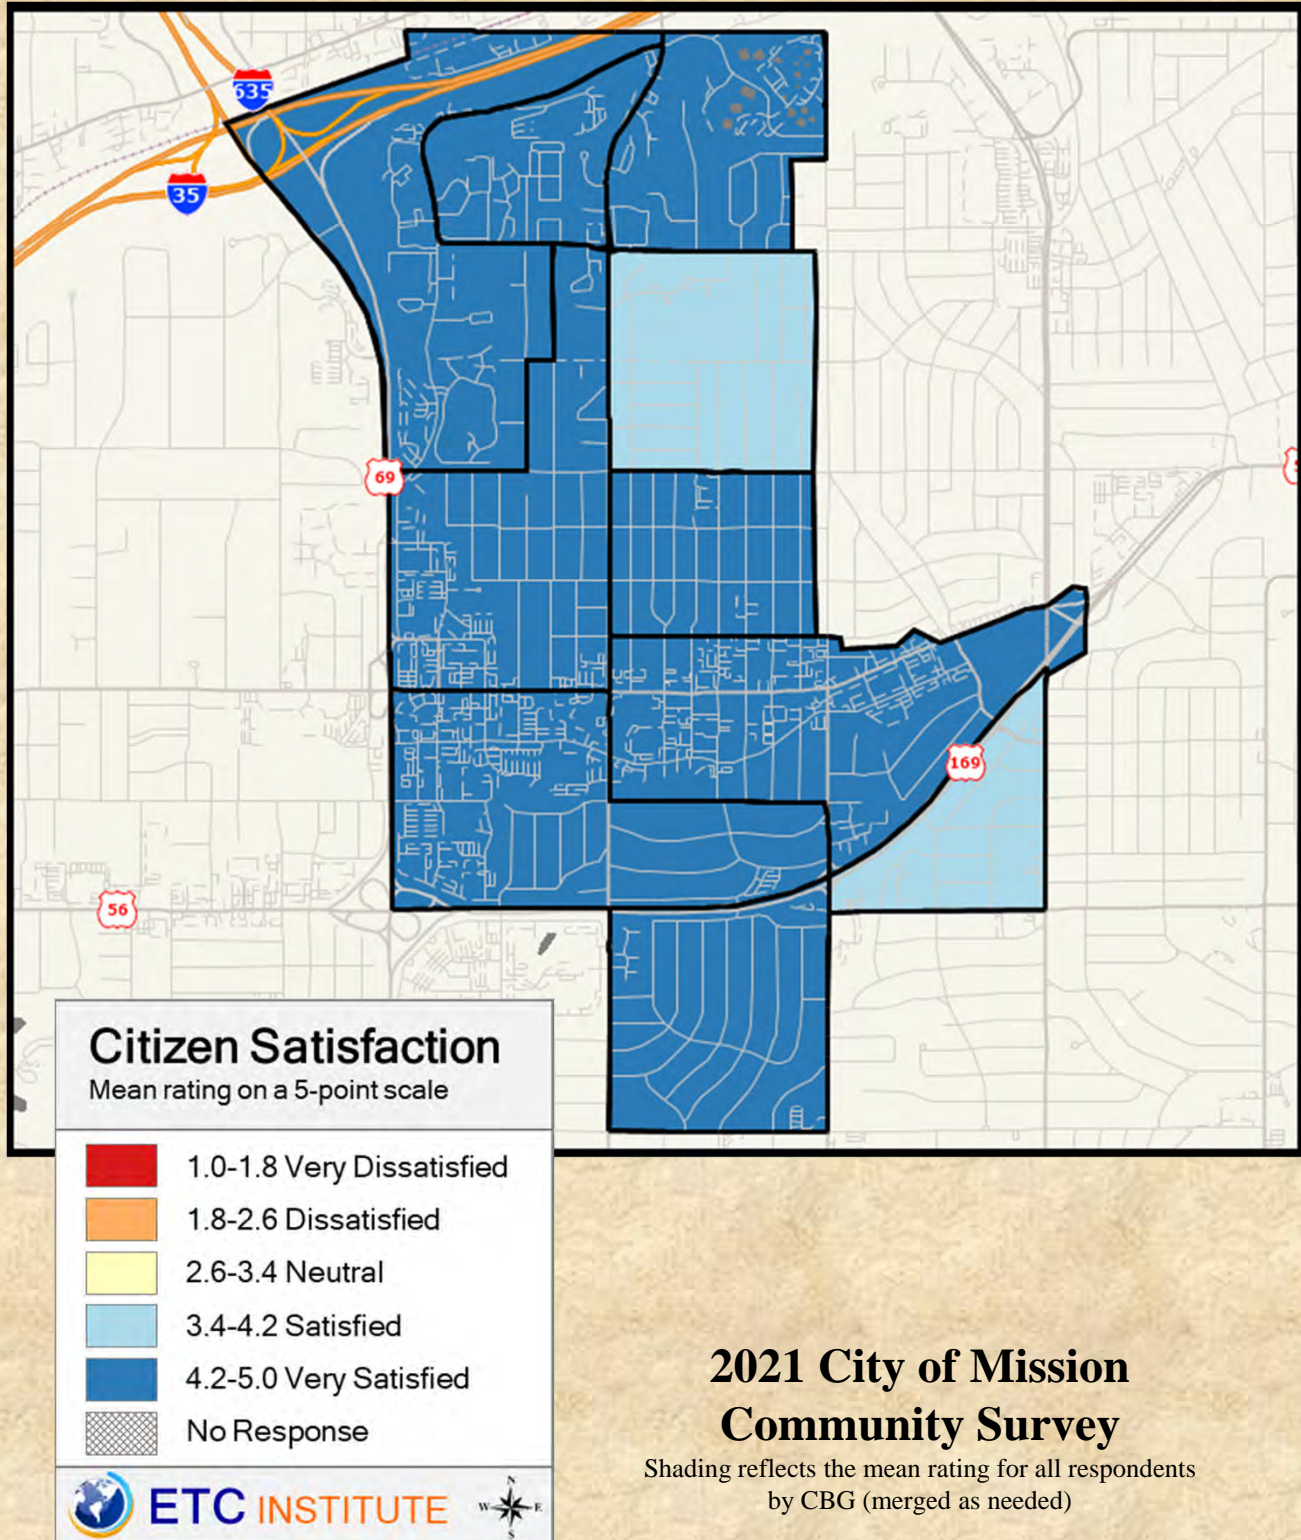 635
35
69
169
56
Citizen Satisfaction
Mean rating on a 5-point scale
1.0-1.8 Very Dissatisfied
1.8-2.6 Dissatisfied
2.6-3.4 Neutral
3.4-4.2 Satisfied
4.2-5.0 Very Satisfied
No Response
ETC INSTITUTE
N
W E
S
2021 City of Mission
Community Survey
Shading reflects the mean rating for all respondents
by CBG (merged as needed)